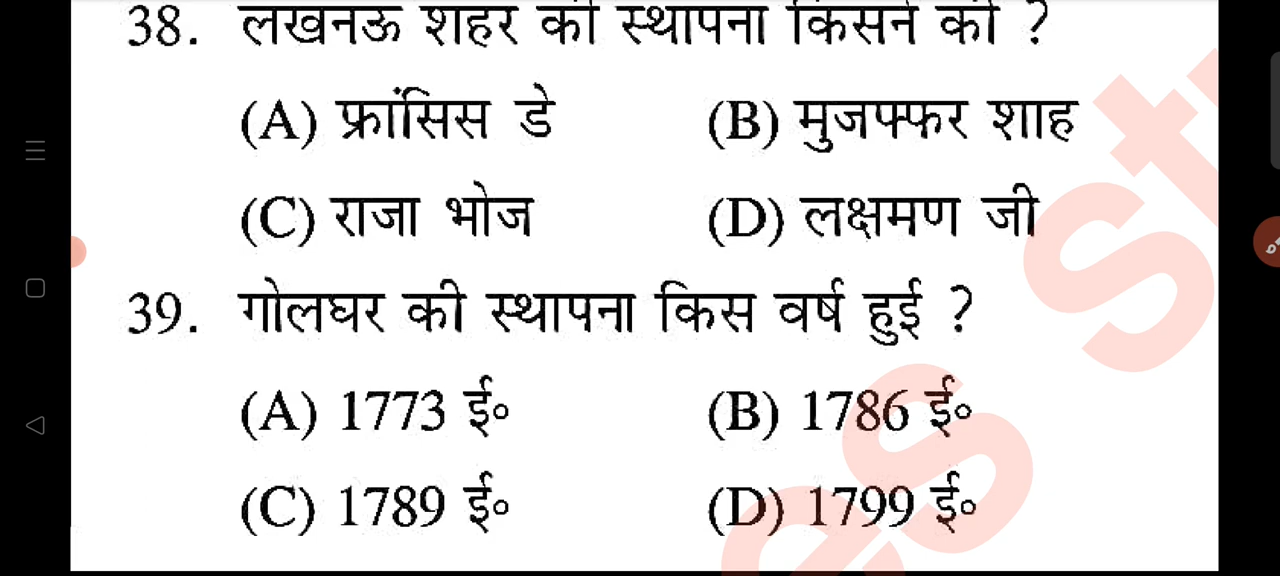 38. लखनऊ शहर की स्थापना किसने की ?
(A) फ्रांसिस डे (B) मुजफ्फर शाह
(C) राजा भोज (D) लक्षमण जी
39. गोलघर की स्थापना किस वर्ष हुई ?
(A) 1773 ई० (B) 1786 ई०
(C) 1789 ई० (D) 1799 ई०